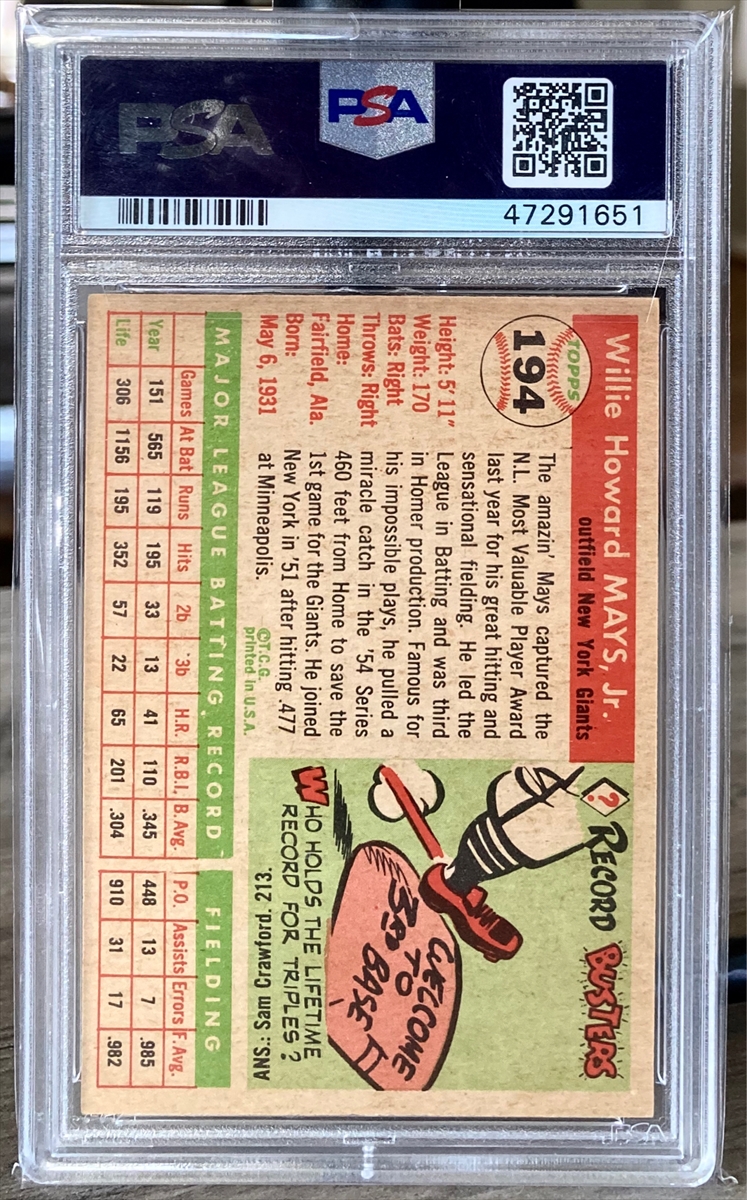 PSA
PSA
47291651
TOPPS
194
Willie Howard MAYS, Jr.
outfield New York Giants
Height: 5' 11"
Weight: 170
Bats: Right
Throws: Right
Home:
Fairfield, Ala.
Born:
May 6, 1931
The amazin' Mays captured the
N.L. Most Valuable Player Award
last year for his great hitting and
sensational fielding. He led the
League in Batting and was third
in Homer production. Famous for
his impossible plays, he pulled a
miracle catch in the '54 Series
460 feet from Home to save the
1st game for the Giants. He joined
New York in '51 after hitting .477
at Minneapolis.
©T.C.G.
printed in U.S.A.
? RECORD BUSTERS
WELCOME
TO
3RD BASE!!
WHO HOLDS THE LIFETIME
RECORD FOR TRIPLES?
ANS.: Sam Crawford, 213.
MAJOR LEAGUE BATTING RECORD FIELDING
Games At Bat Runs Hits 2b 3b H.R. R.B.I. B.Avg. P.O. Assists Errors F.Avg.
Year 151 565 119 195 33 13 41 110 .345 448 13 7 .985
Life 306 1156 195 352 57 22 65 201 .304 910 31 17 .982
PSA